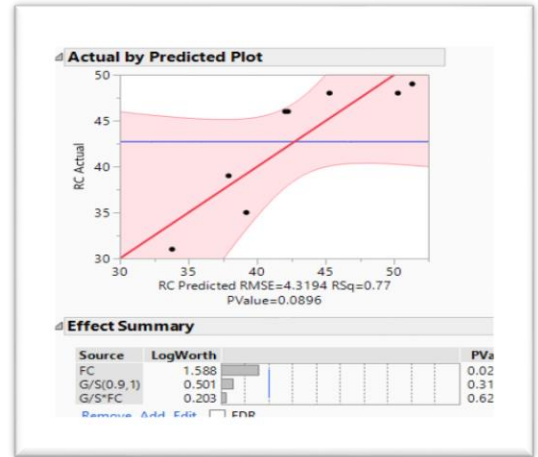 Actual by Predicted Plot
50
45
40
35
30
RC Actual
30 35 40 45 50
RC Predicted RMSE=4.3194 RSq=0.77
PValue=0.0896
Effect Summary
Source LogWorth PVa
FC 1.588 0.02
G/S(0.9,1) 0.501 0.31
G/S*FC 0.203 0.62
Remove Add Edit FDR